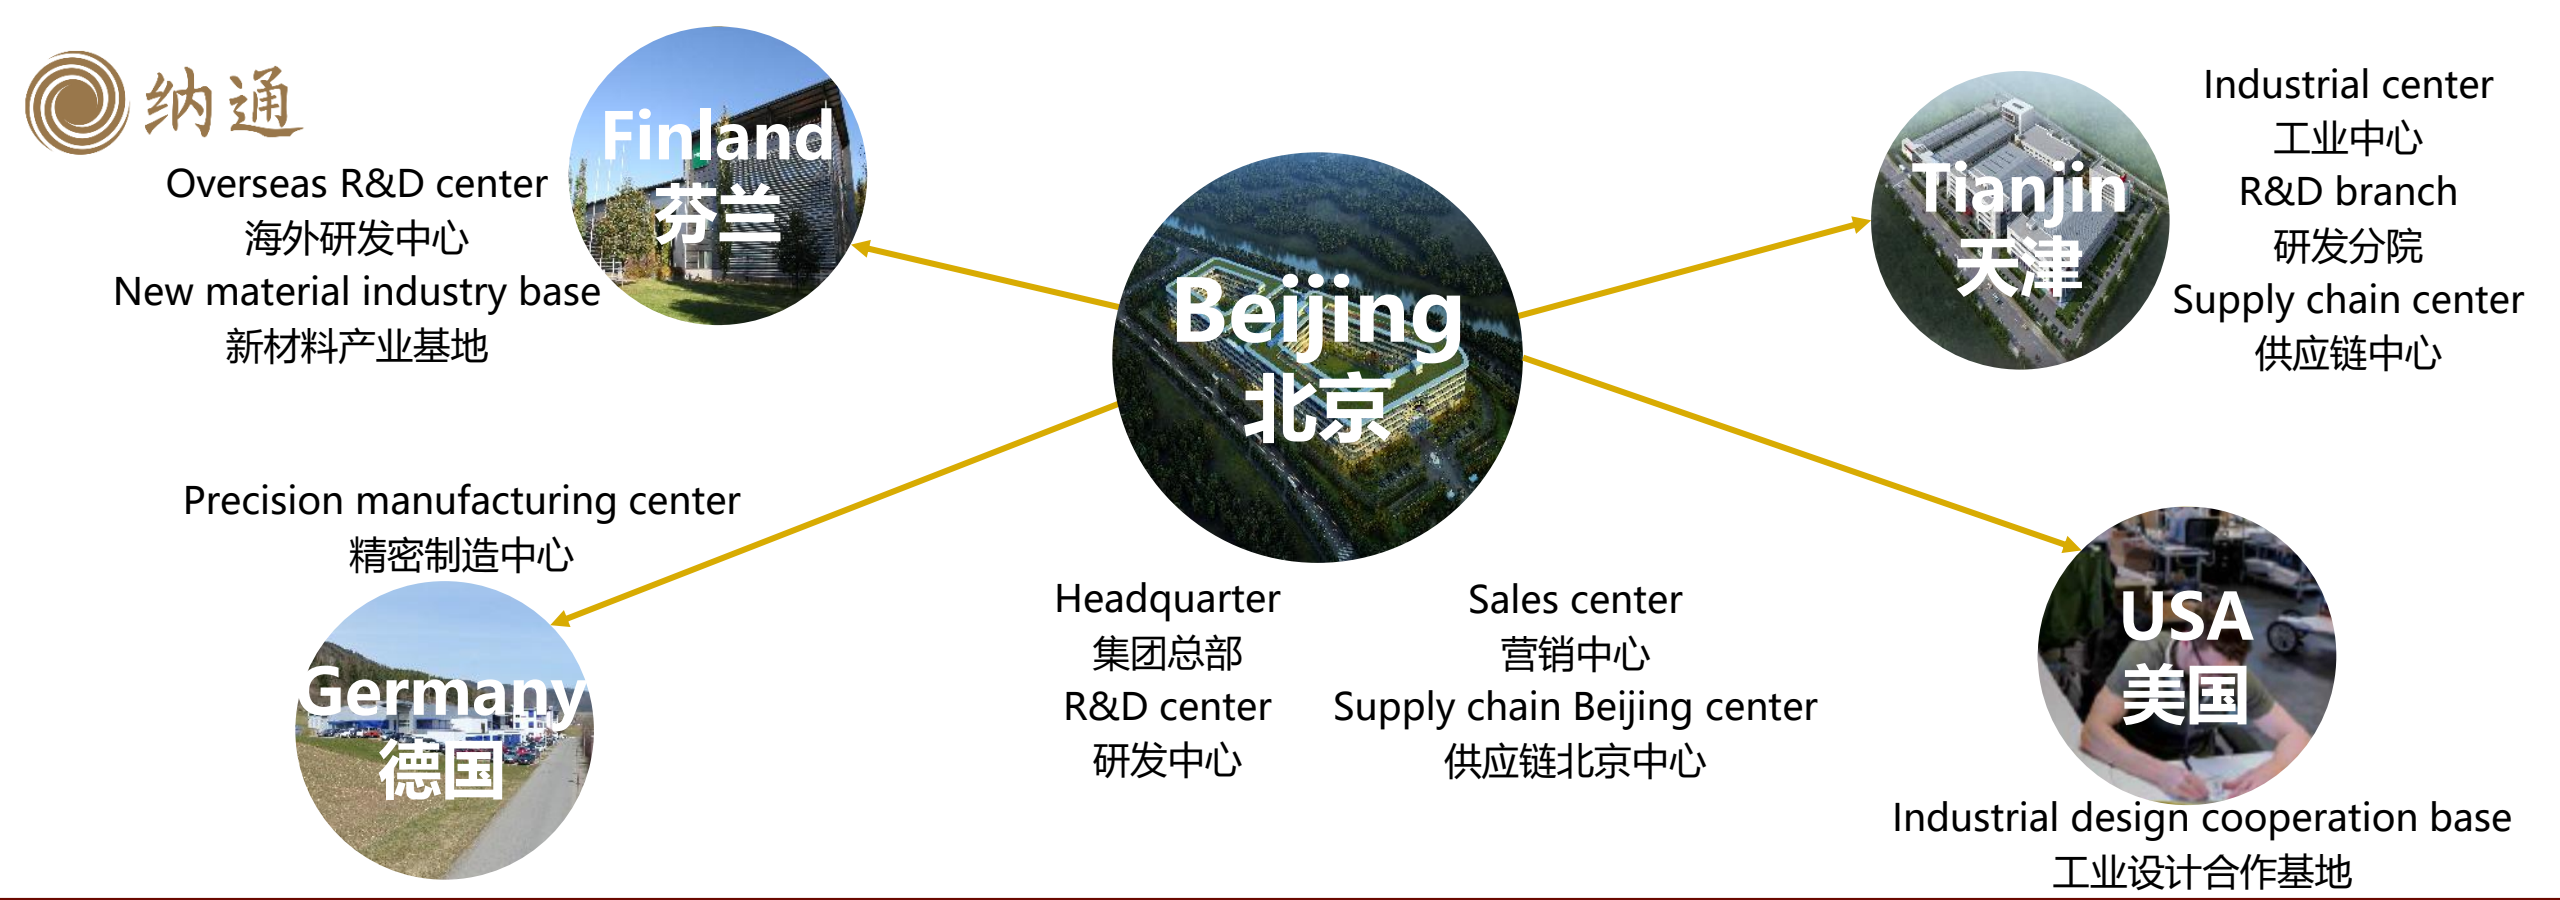 纳通
Finland
芬兰
Overseas R&D center
海外研发中心
New material industry base
新材料产业基地
Precision manufacturing center
精密制造中心
Germany
德国
Beijing
北京
Headquarter
集团总部
R&D center
研发中心
Sales center
营销中心
Supply chain Beijing center
供应链北京中心
Tianjin
天津
Industrial center
工业中心
R&D branch
研发分院
Supply chain center
供应链中心
USA
美国
Industrial design cooperation base
工业设计合作基地